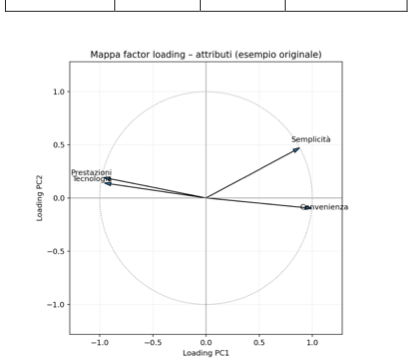 Mappa factor loading – attributi (esempio originale)
1.0
Semplicità
0.5
Prestazioni
Tecnologia
0.0
Convenienza
Loading PC2
−0.5
−1.0
−1.0 −0.5 0.0 0.5 1.0
Loading PC1